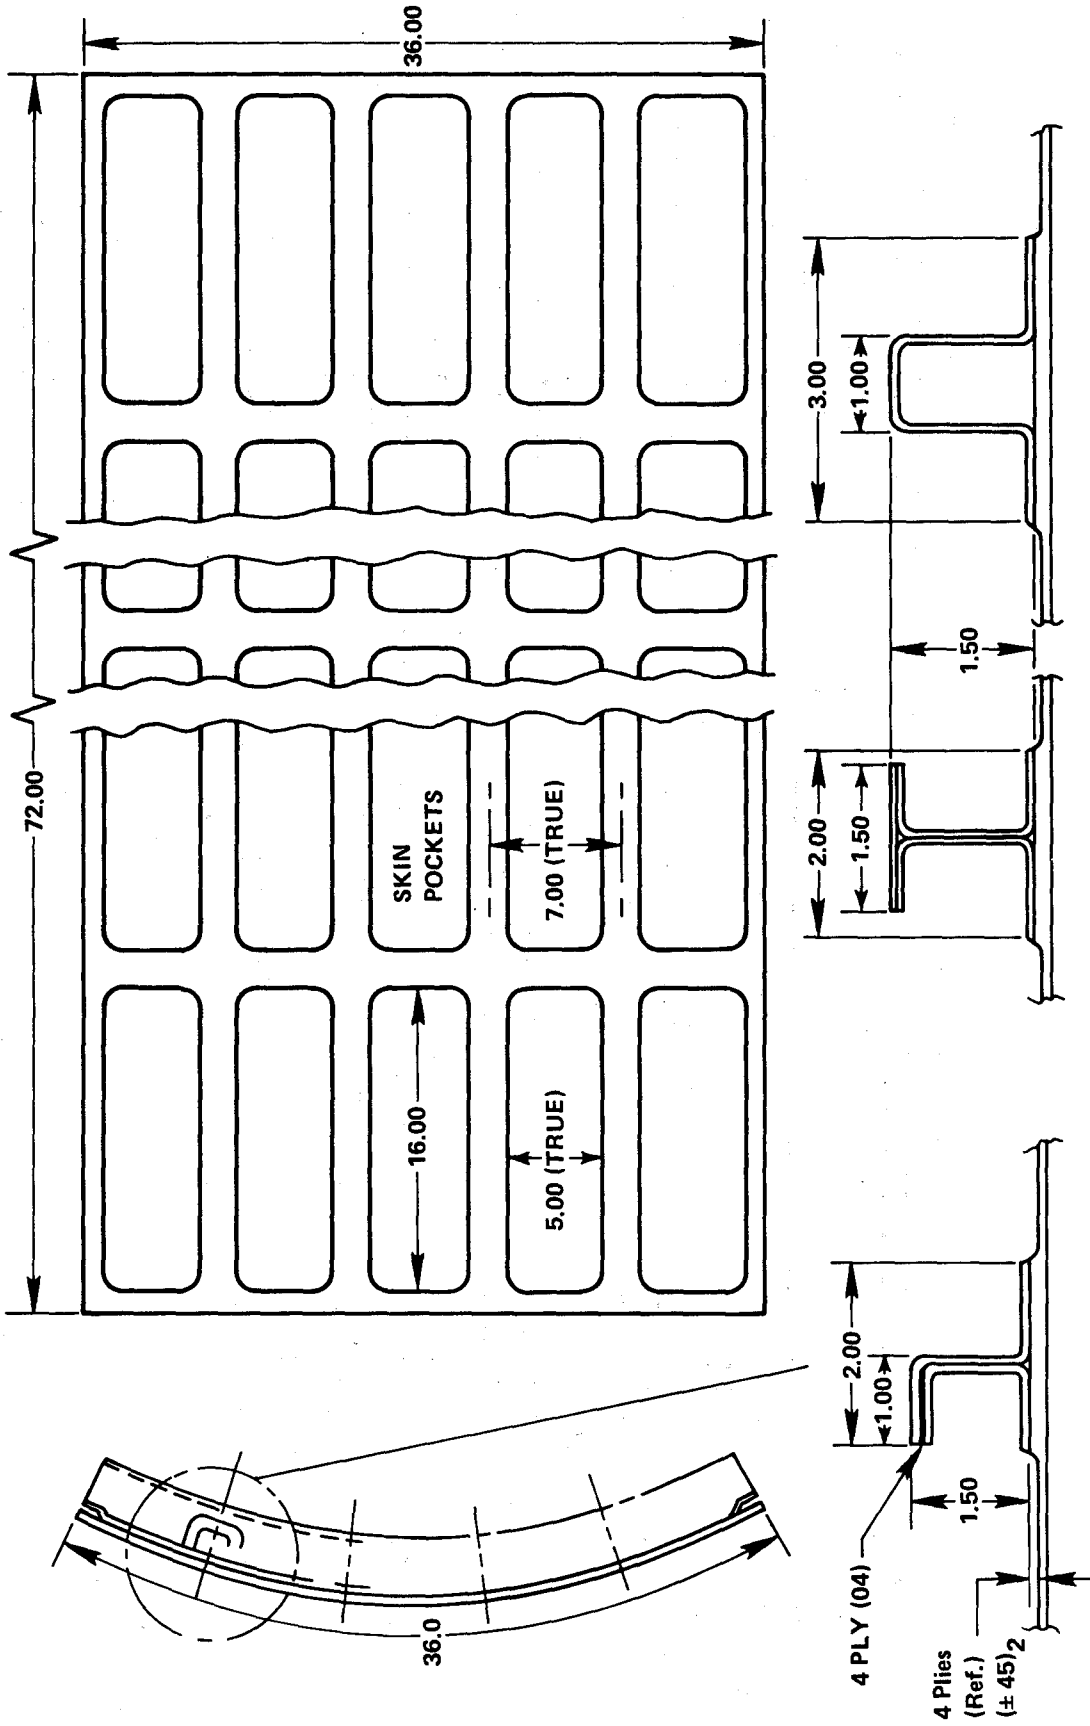 72.00
36.00
SKIN
POCKETS
7.00 (TRUE)
16.00
5.00 (TRUE)
36.0
3.00
1.00
1.50
2.00
1.50
2.00
1.00
1.50
4 PLY (04)
4 Plies
(Ref.)
(± 45)2